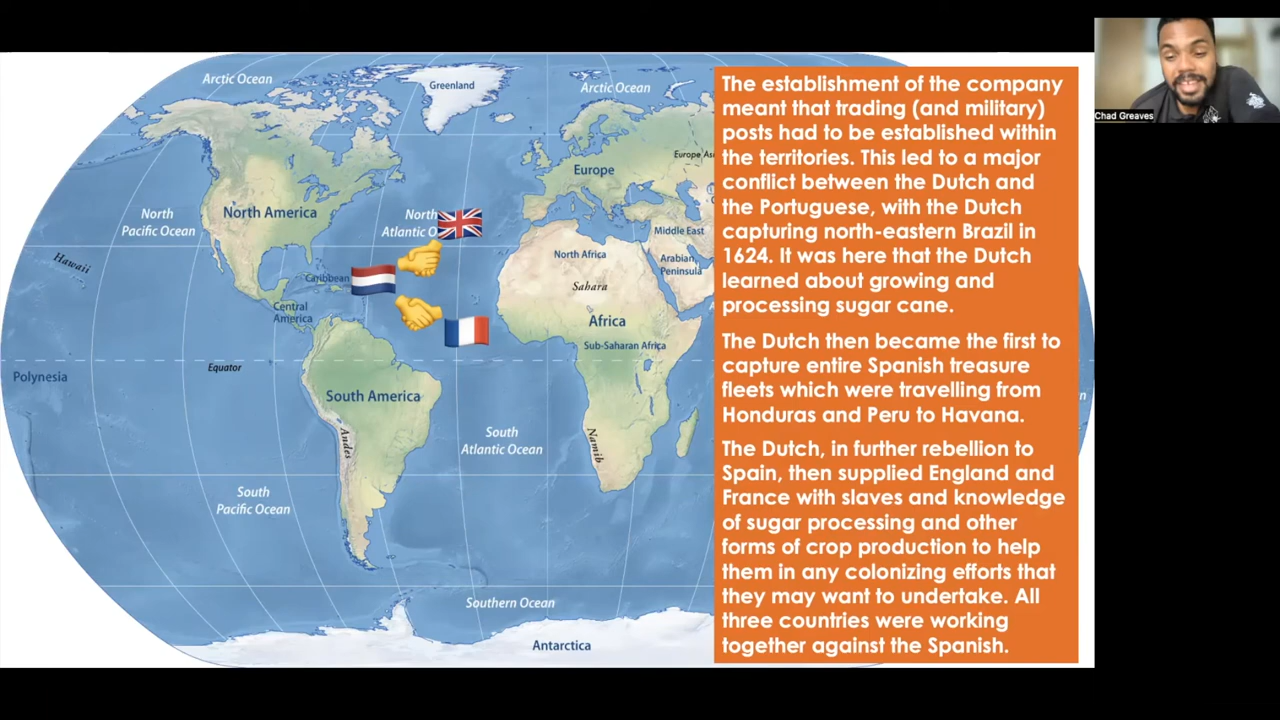 Arctic Ocean
Greenland
Arctic Ocean
Europe
Europe As
North America
North
Pacific Ocean
North
Atlantic O
Middle East
Hawaii
North Africa
Arabian
Peninsula
Caribbean
Sahara
Central
America
Africa
Sub-Saharan Africa
Equator
Polynesia
South America
South
Atlantic Ocean
Andes
Namib
South
Pacific Ocean
Southern Ocean
Antarctica
The establishment of the company
meant that trading (and military)
posts had to be established within
the territories. This led to a major
conflict between the Dutch and
the Portuguese, with the Dutch
capturing north-eastern Brazil in
1624. It was here that the Dutch
learned about growing and
processing sugar cane.
The Dutch then became the first to
capture entire Spanish treasure
fleets which were travelling from
Honduras and Peru to Havana.
The Dutch, in further rebellion to
Spain, then supplied England and
France with slaves and knowledge
of sugar processing and other
forms of crop production to help
them in any colonizing efforts that
they may want to undertake. All
three countries were working
together against the Spanish.
Chad Greaves